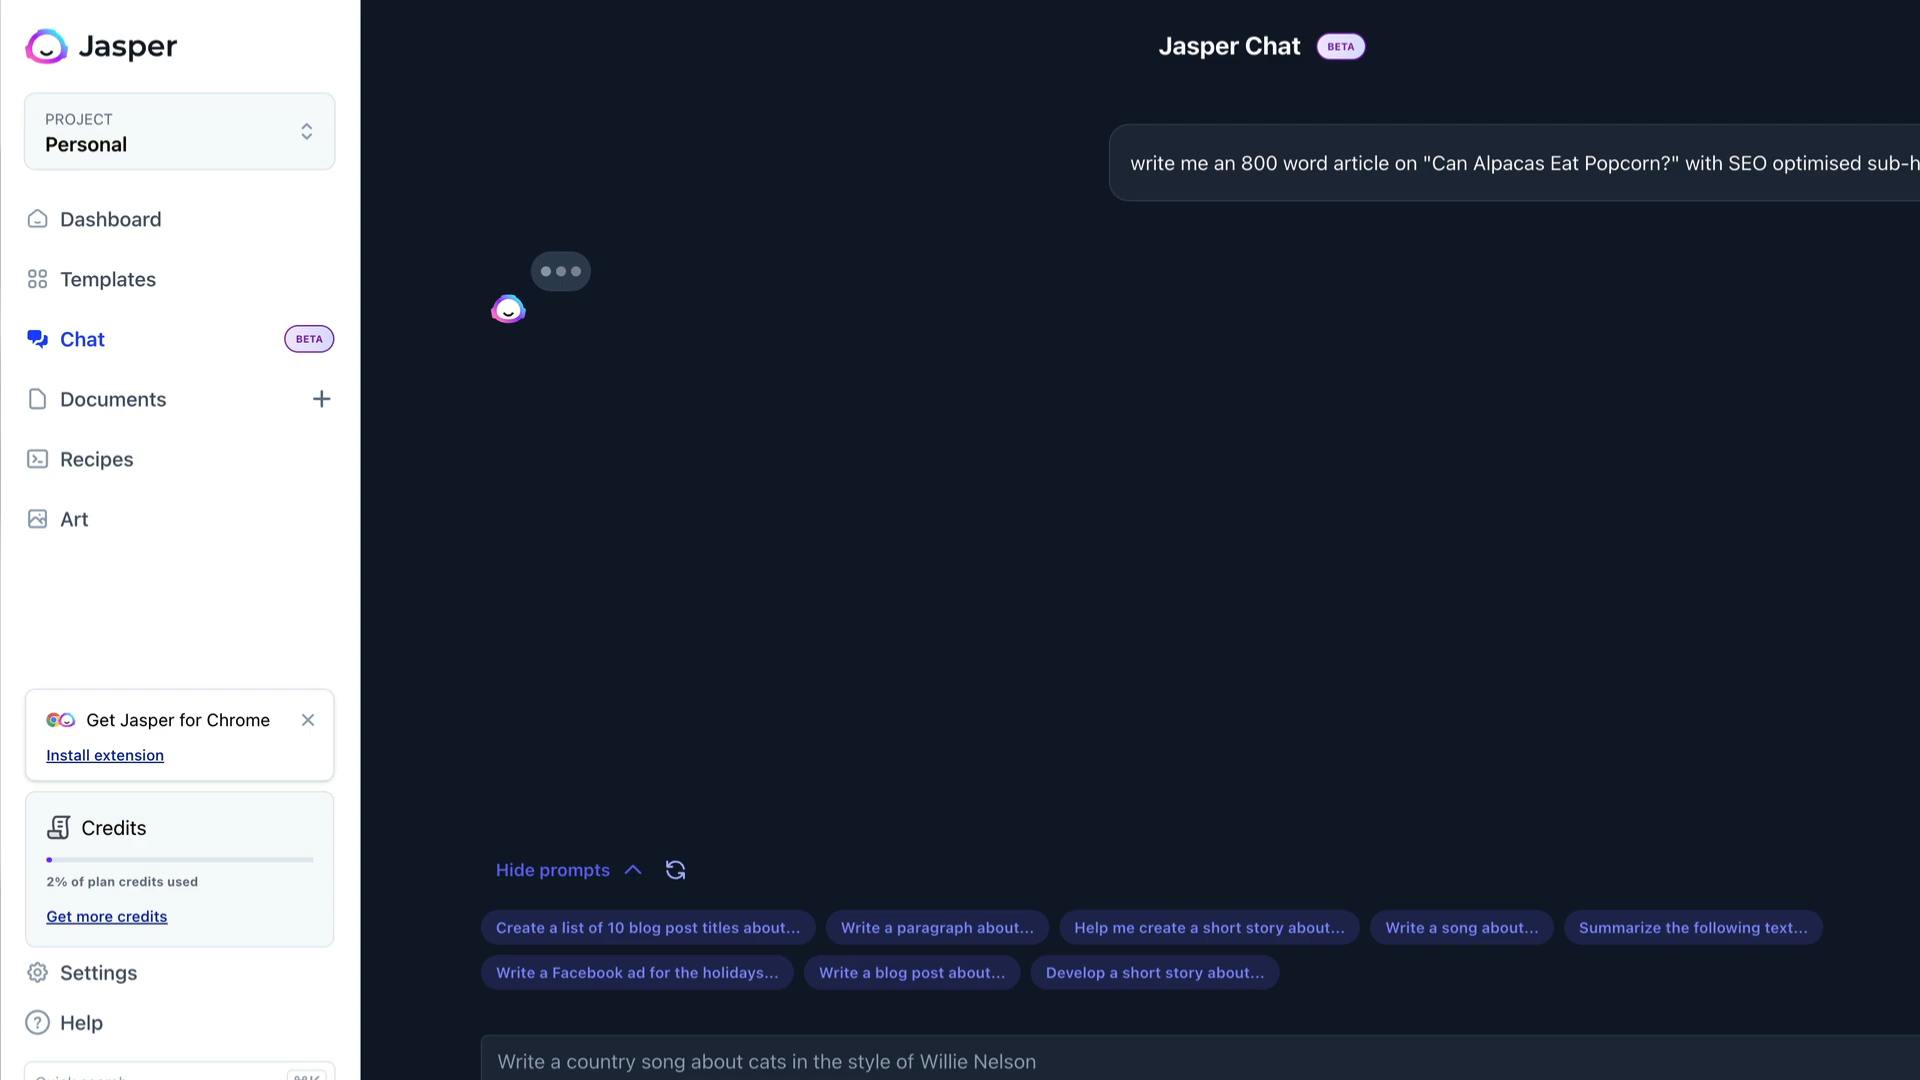 Jasper
PROJECT
Personal
Dashboard
Templates
Chat
BETA
Documents
Recipes
Art
Get Jasper for Chrome
Install extension
Credits
2% of plan credits used
Get more credits
Settings
Help
Jasper Chat
BETA
write me an 800 word article on "Can Alpacas Eat Popcorn?" with SEO optimised sub-h
Hide prompts
Create a list of 10 blog post titles about...
Write a paragraph about...
Help me create a short story about...
Write a song about...
Summarize the following text...
Write a Facebook ad for the holidays...
Write a blog post about...
Develop a short story about...
Write a country song about cats in the style of Willie Nelson